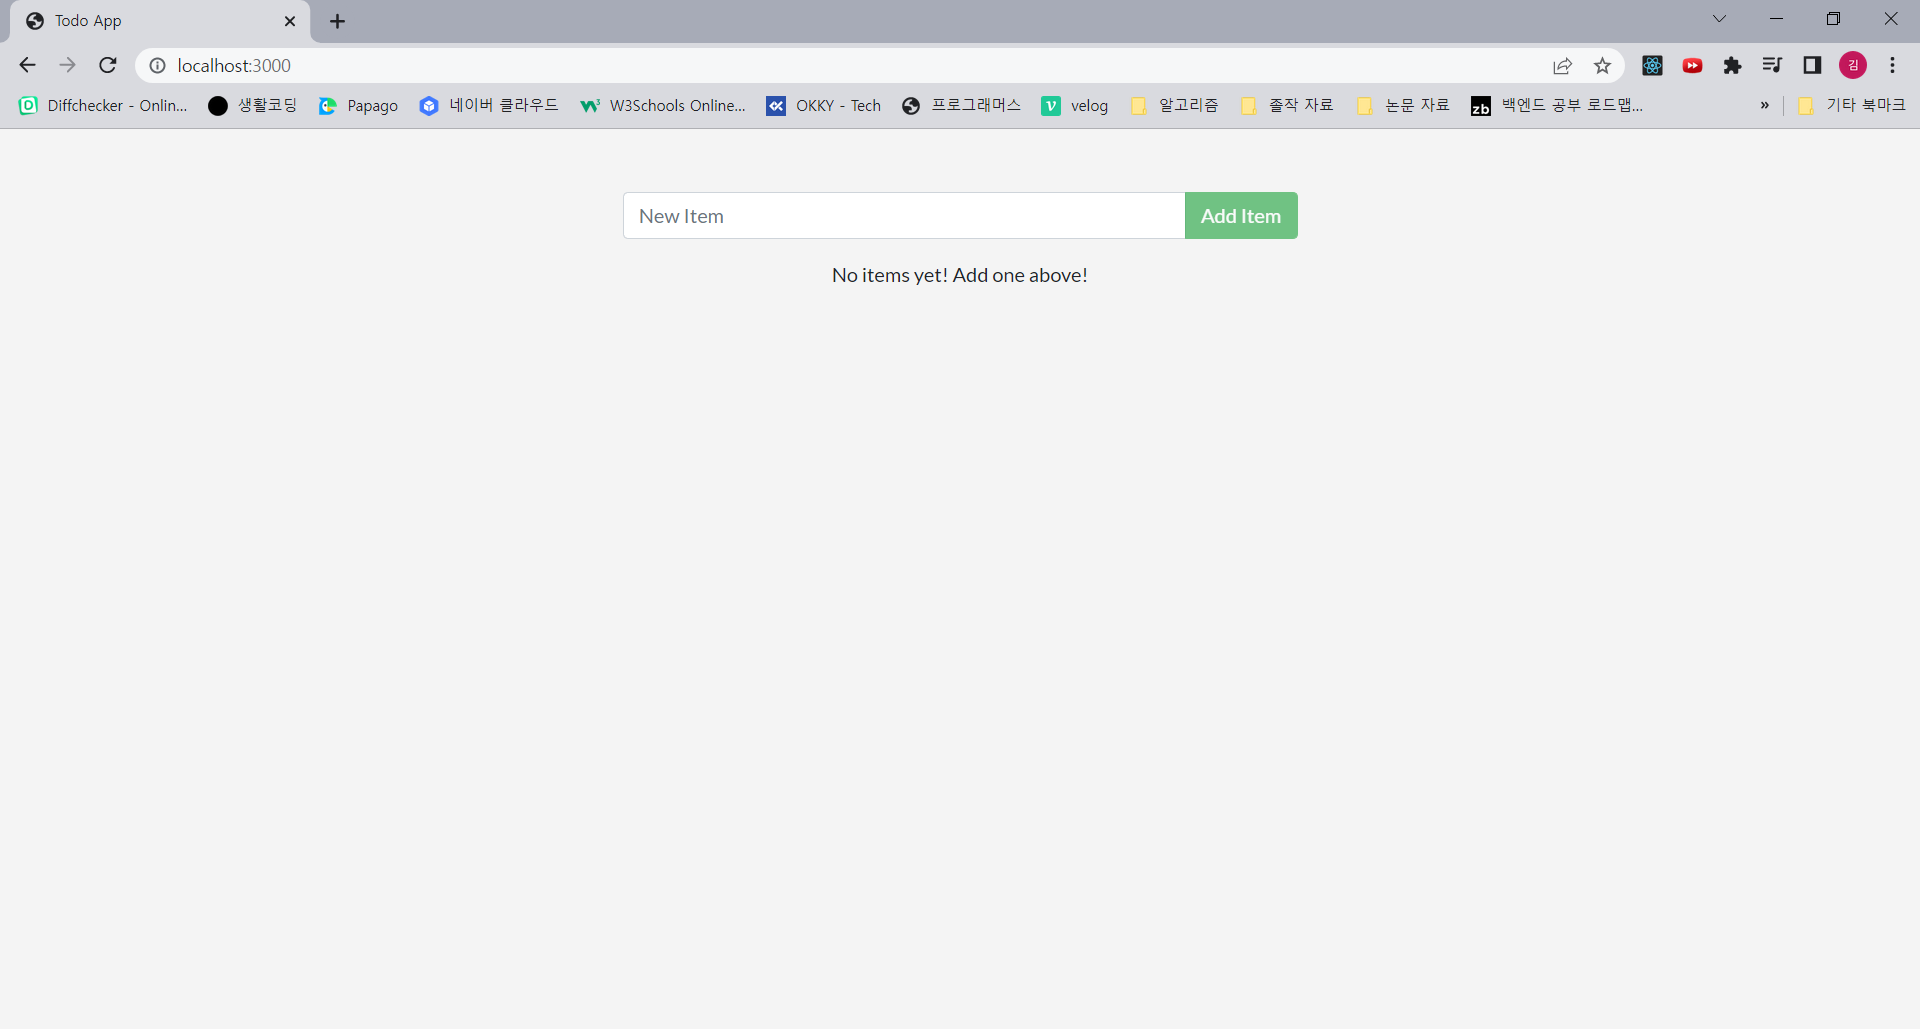 Todo App
localhost:3000
김
Diffchecker - Onlin... 생활코딩 Papago 네이버 클라우드 W3Schools Online... OKKY - Tech 프로그래머스 velog 알고리즘 졸작 자료 논문 자료 zb 백엔드 공부 로드맵... » 기타 북마크
New Item Add Item
No items yet! Add one above!